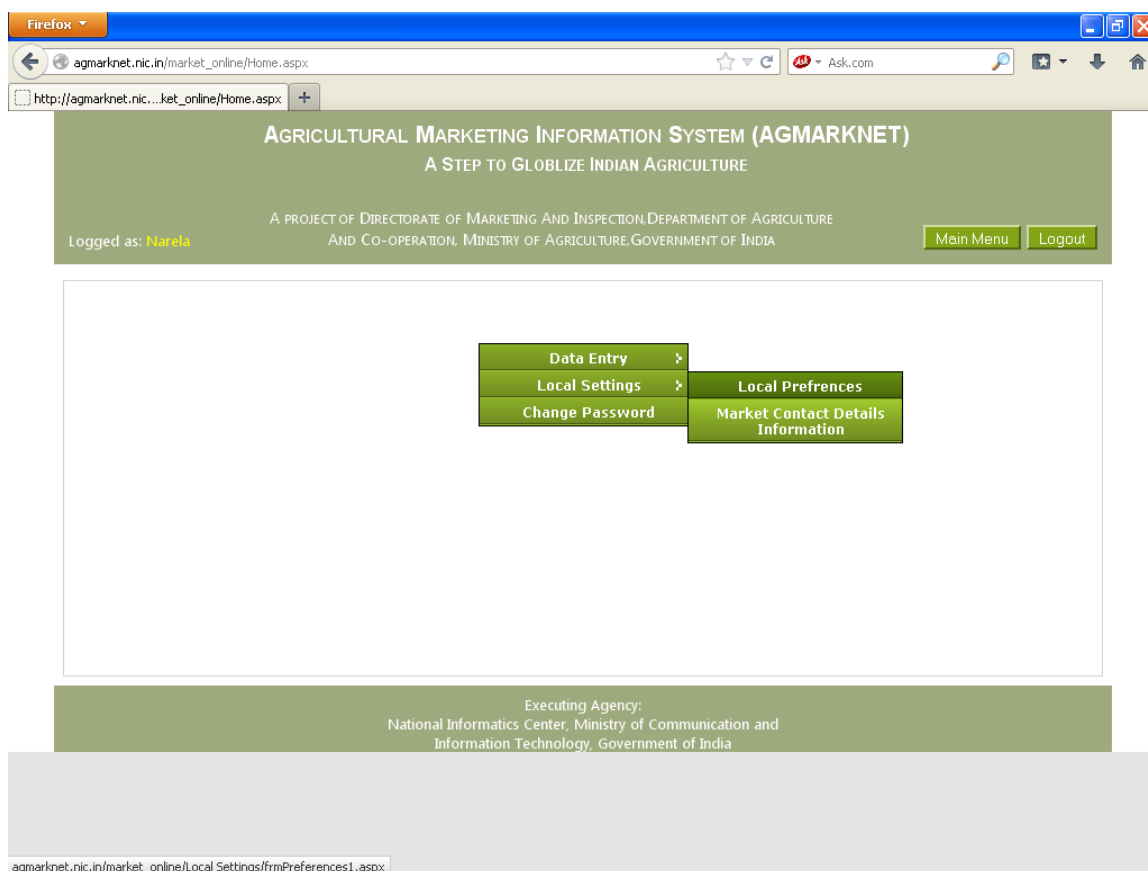 Firefox
agmarknet.nic.in/market_online/Home.aspx
Ask.com
http://agmarknet.nic....ket_online/Home.aspx
AGRICULTURAL MARKETING INFORMATION SYSTEM (AGMARKNET)
A STEP TO GLOBLIZE INDIAN AGRICULTURE
A PROJECT OF DIRECTORATE OF MARKETING AND INSPECTION,DEPARTMENT OF AGRICULTURE
AND CO-OPERATION, MINISTRY OF AGRICULTURE,GOVERNMENT OF INDIA
Logged as: Narela
Main Menu
Logout
Data Entry
Local Settings
Change Password
Local Prefrences
Market Contact Details
Information
Executing Agency:
National Informatics Center, Ministry of Communication and
Information Technology, Government of India
agmarknet.nic.in/market_online/Local Settings/frmPreferences1.aspx